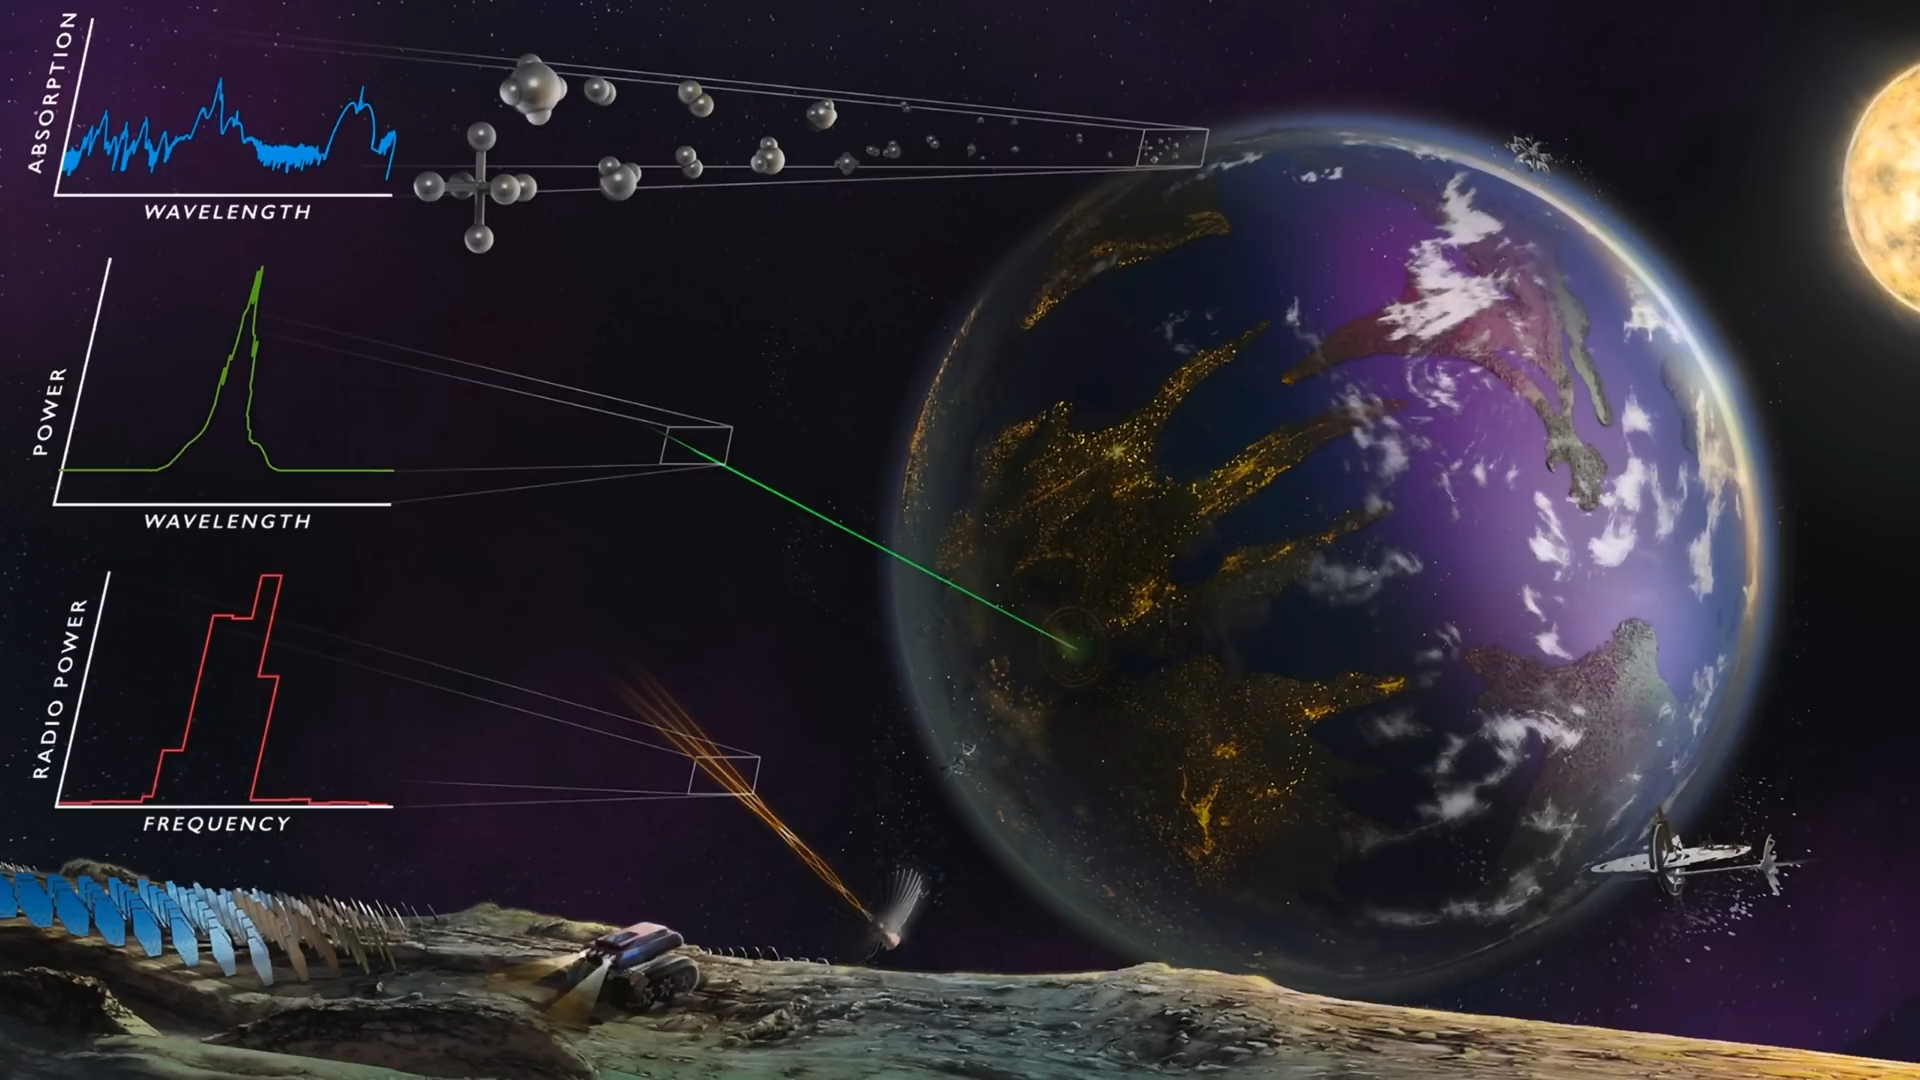 ABSORPTION
WAVELENGTH
POWER
WAVELENGTH
RADIO POWER
FREQUENCY